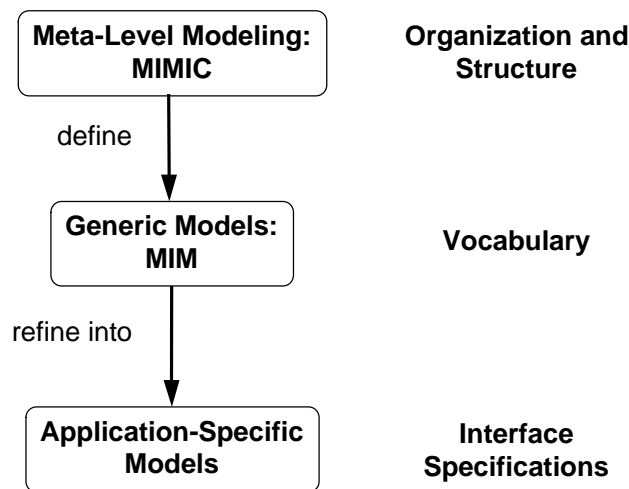 Meta-Level Modeling:
MIMIC
Organization and
Structure
define
Generic Models:
MIM
Vocabulary
refine into
Application-Specific
Models
Interface
Specifications